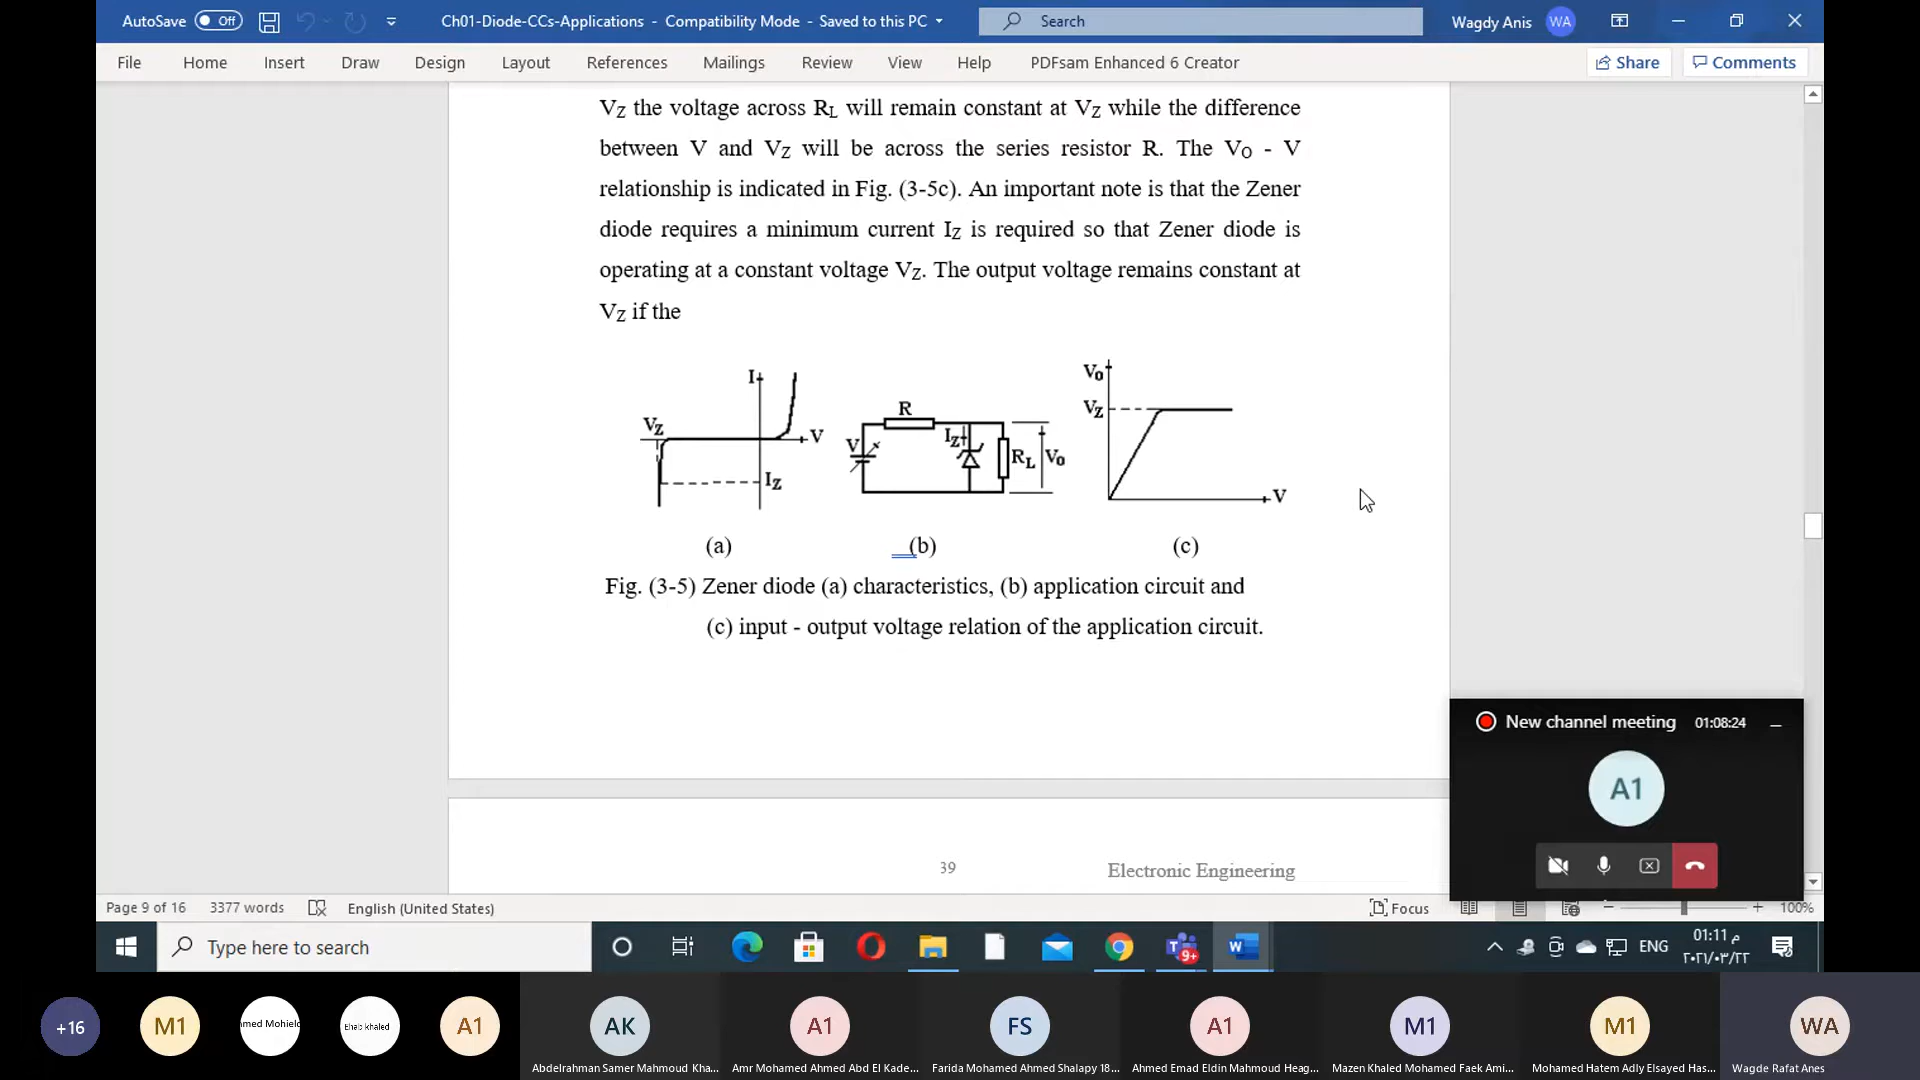 AutoSave Off Ch01-Diode-CCs-Applications - Compatibility Mode - Saved to this PC Search Wagdy Anis WA
File Home Insert Draw Design Layout References Mailings Review View Help PDFsam Enhanced 6 Creator Share Comments
VZ the voltage across RL will remain constant at VZ while the difference
between V and VZ will be across the series resistor R. The VO - V
relationship is indicated in Fig. (3-5c). An important note is that the Zener
diode requires a minimum current IZ is required so that Zener diode is
operating at a constant voltage VZ. The output voltage remains constant at
VZ if the
I
VZ
V
IZ
R
V
IZ
RL
Vo
Vo
VZ
V
(a) (b) (c)
Fig. (3-5) Zener diode (a) characteristics, (b) application circuit and
(c) input - output voltage relation of the application circuit.
New channel meeting 01:08:24
A1
39 Electronic Engineering
Page 9 of 16 3377 words English (United States) Focus 100%
Type here to search 9+ ENG 01:11 م
٢٠٢١/٠٣/٢٢
+16 M1 Ehab khaled A1 AK A1 FS A1 M1 M1 WA
Abdelrahman Samer Mahmoud Kha... Amr Mohamed Ahmed Abd El Kade... Farida Mohamed Ahmed Shalapy 18... Ahmed Emad Eldin Mahmoud Heag... Mazen Khaled Mohamed Faek Ami... Mohamed Hatem Adly Elsayed Has... Wagde Rafat Anes